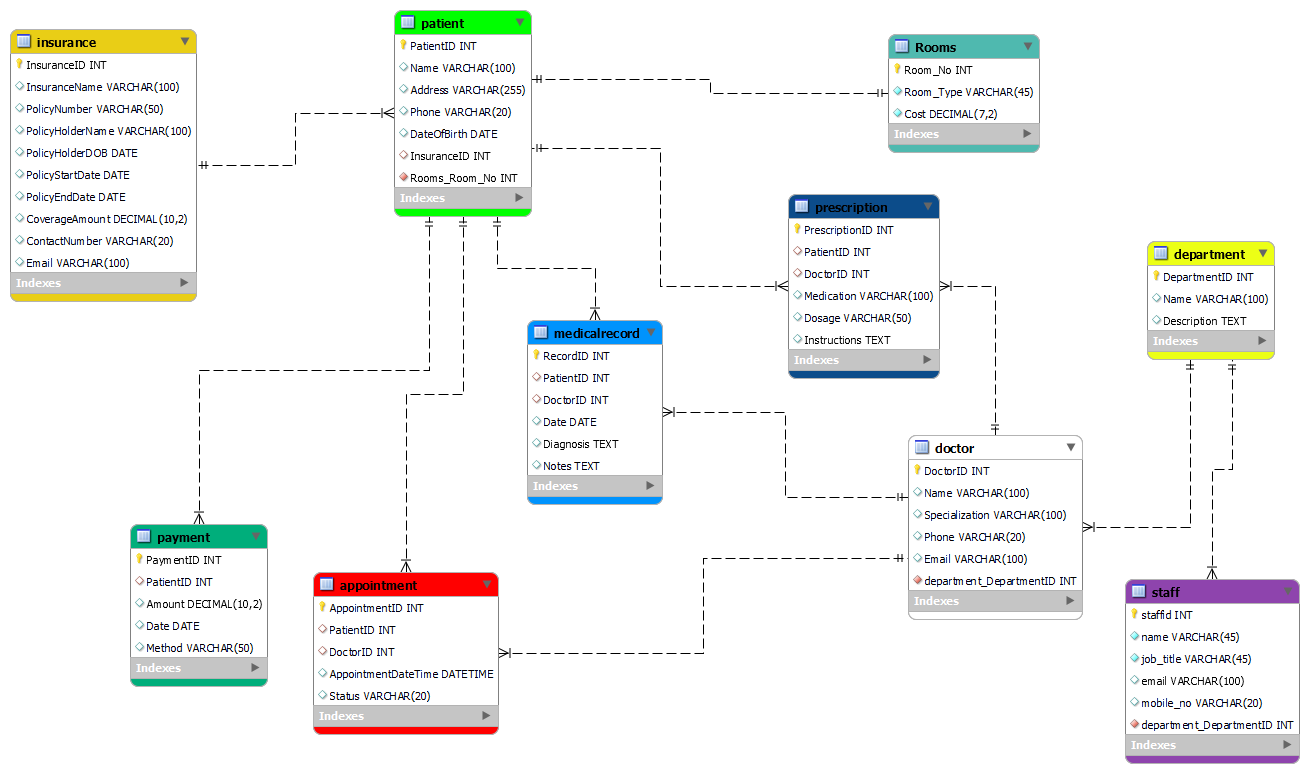 insurance
InsuranceID INT
InsuranceName VARCHAR(100)
PolicyNumber VARCHAR(50)
PolicyHolderName VARCHAR(100)
PolicyHolderDOB DATE
PolicyStartDate DATE
PolicyEndDate DATE
CoverageAmount DECIMAL(10,2)
ContactNumber VARCHAR(20)
Email VARCHAR(100)
Indexes
patient
PatientID INT
Name VARCHAR(100)
Address VARCHAR(255)
Phone VARCHAR(20)
DateOfBirth DATE
InsuranceID INT
Rooms_Room_No INT
Indexes
Rooms
Room_No INT
Room_Type VARCHAR(45)
Cost DECIMAL(7,2)
Indexes
prescription
PrescriptionID INT
PatientID INT
DoctorID INT
Medication VARCHAR(100)
Dosage VARCHAR(50)
Instructions TEXT
Indexes
department
DepartmentID INT
Name VARCHAR(100)
Description TEXT
Indexes
medicalrecord
RecordID INT
PatientID INT
DoctorID INT
Date DATE
Diagnosis TEXT
Notes TEXT
Indexes
doctor
DoctorID INT
Name VARCHAR(100)
Specialization VARCHAR(100)
Phone VARCHAR(20)
Email VARCHAR(100)
department_DepartmentID INT
Indexes
payment
PaymentID INT
PatientID INT
Amount DECIMAL(10,2)
Date DATE
Method VARCHAR(50)
Indexes
appointment
AppointmentID INT
PatientID INT
DoctorID INT
AppointmentDateTime DATETIME
Status VARCHAR(20)
Indexes
staff
staffid INT
name VARCHAR(45)
job_title VARCHAR(45)
email VARCHAR(100)
mobile_no VARCHAR(20)
department_DepartmentID INT
Indexes